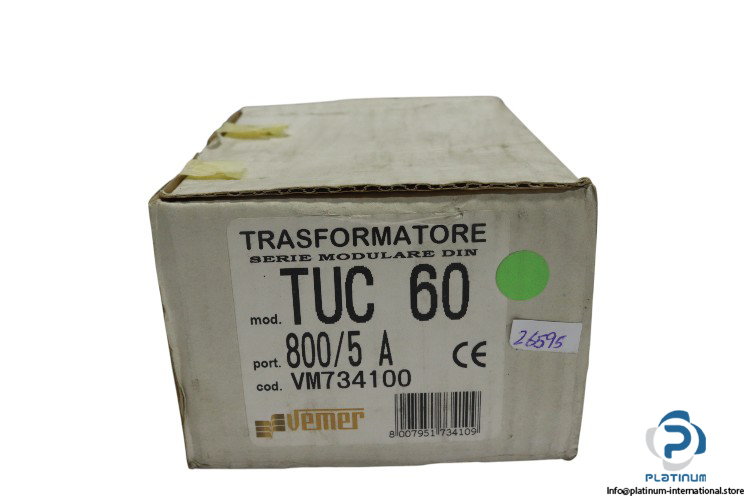 TRASFORMATORE
SERIE MODULARE DIN
mod. TUC 60
port. 800/5 A
CE
cod. VM734100
Vemer
8 007951 734109
26595
PLATINUM
Info@platinum-international.store